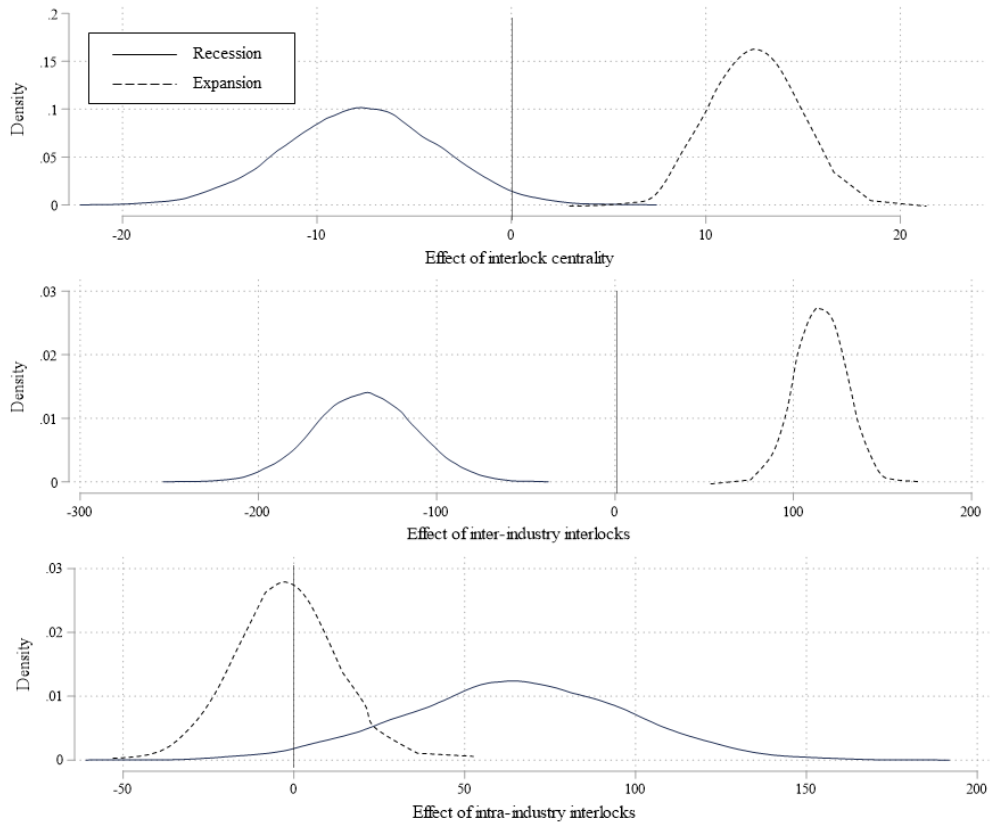 .2
.15
.1
.05
0
Density
Recession
Expansion
-20 -10 0 10 20
Effect of interlock centrality
.03
.02
.01
0
Density
-300 -200 -100 0 100 200
Effect of inter-industry interlocks
.03
.02
.01
0
Density
-50 0 50 100 150 200
Effect of intra-industry interlocks